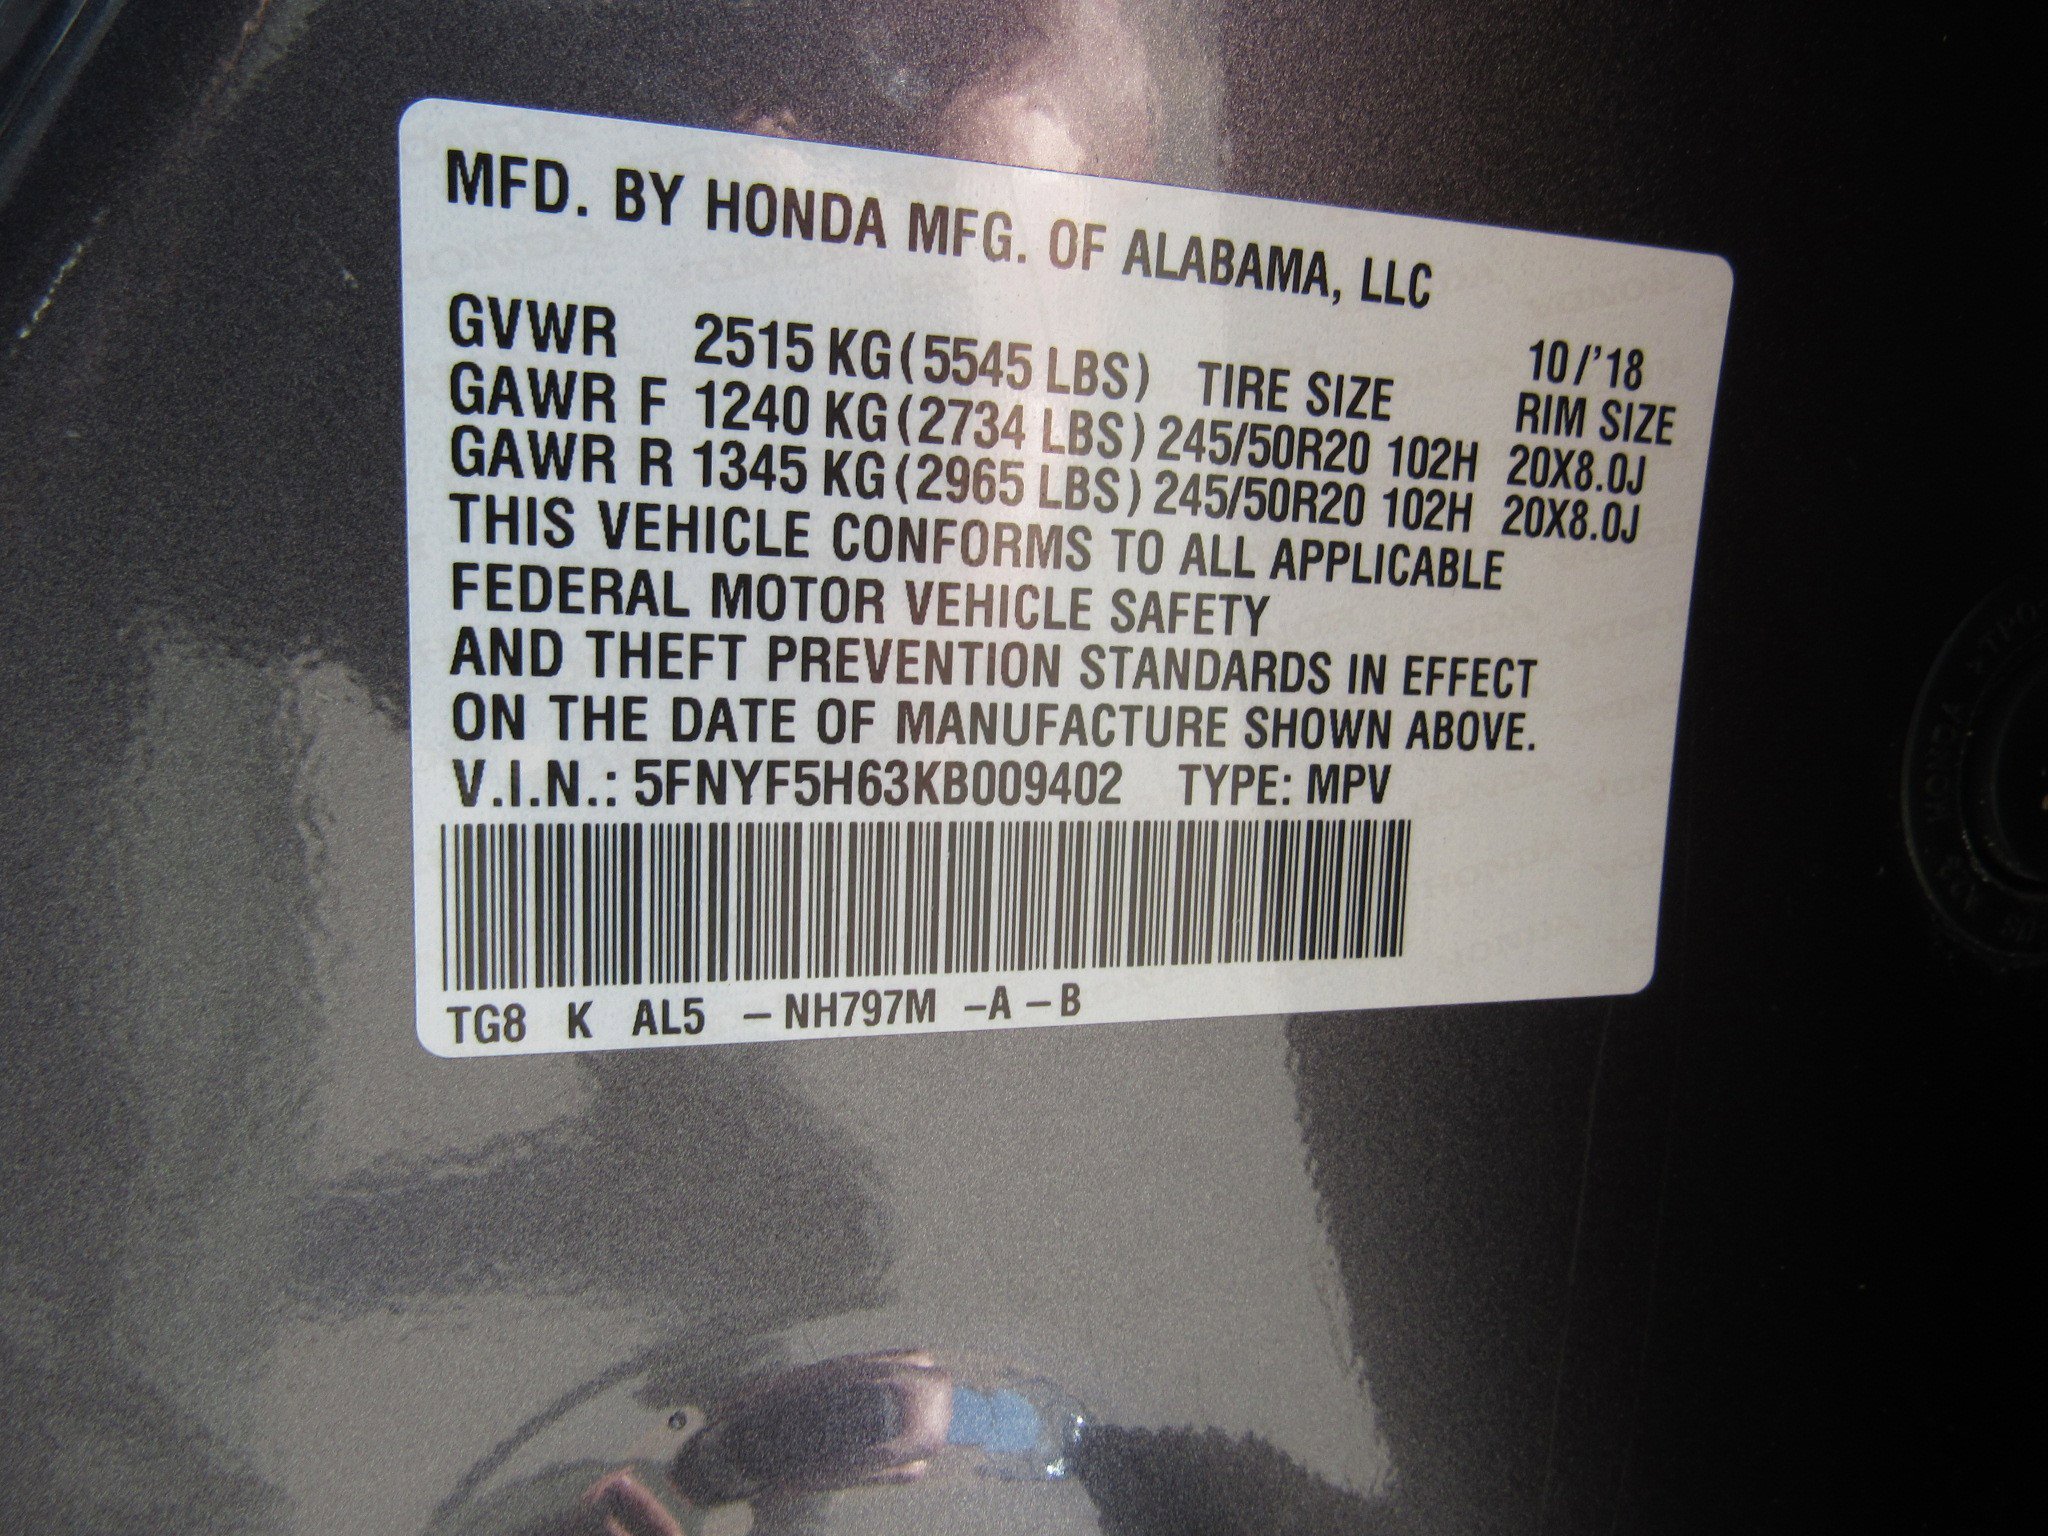 MFD. BY HONDA MFG. OF ALABAMA, LLC
10/'18
GVWR 2515 KG (5545 LBS) TIRE SIZE RIM SIZE
GAWR F 1240 KG (2734 LBS) 245/50R20 102H 20X8.0J
GAWR R 1345 KG (2965 LBS) 245/50R20 102H 20X8.0J
THIS VEHICLE CONFORMS TO ALL APPLICABLE
FEDERAL MOTOR VEHICLE SAFETY
AND THEFT PREVENTION STANDARDS IN EFFECT
ON THE DATE OF MANUFACTURE SHOWN ABOVE.
V.I.N.: 5FNYF5H63KB009402 TYPE: MPV
TG8 K AL5 – NH797M –A – B